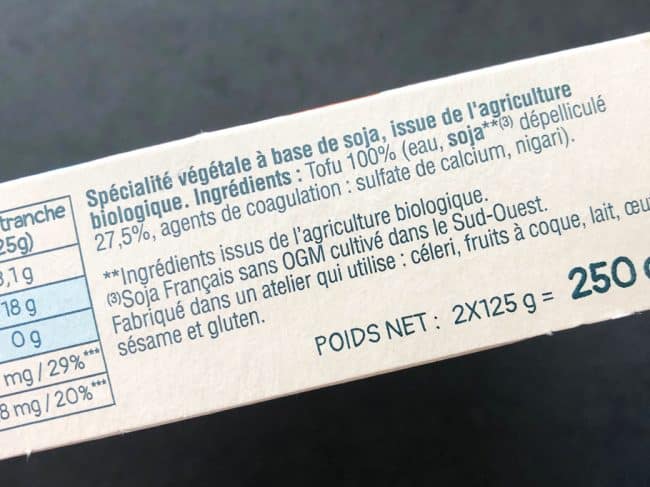 tranche
25g)
3,1 g
18 g
0 g
mg / 29%***
8 mg / 20%***
Spécialité végétale à base de soja, issue de l'agriculture
biologique. Ingrédients : Tofu 100% (eau, soja**(3) dépelliculé
27,5%, agents de coagulation : sulfate de calcium, nigari).
**Ingrédients issus de l'agriculture biologique.
(3)Soja Français sans OGM cultivé dans le Sud-Ouest.
Fabriqué dans un atelier qui utilise : céleri, fruits à coque, lait, œu
sésame et gluten.
POIDS NET : 2X125 g = 250 g